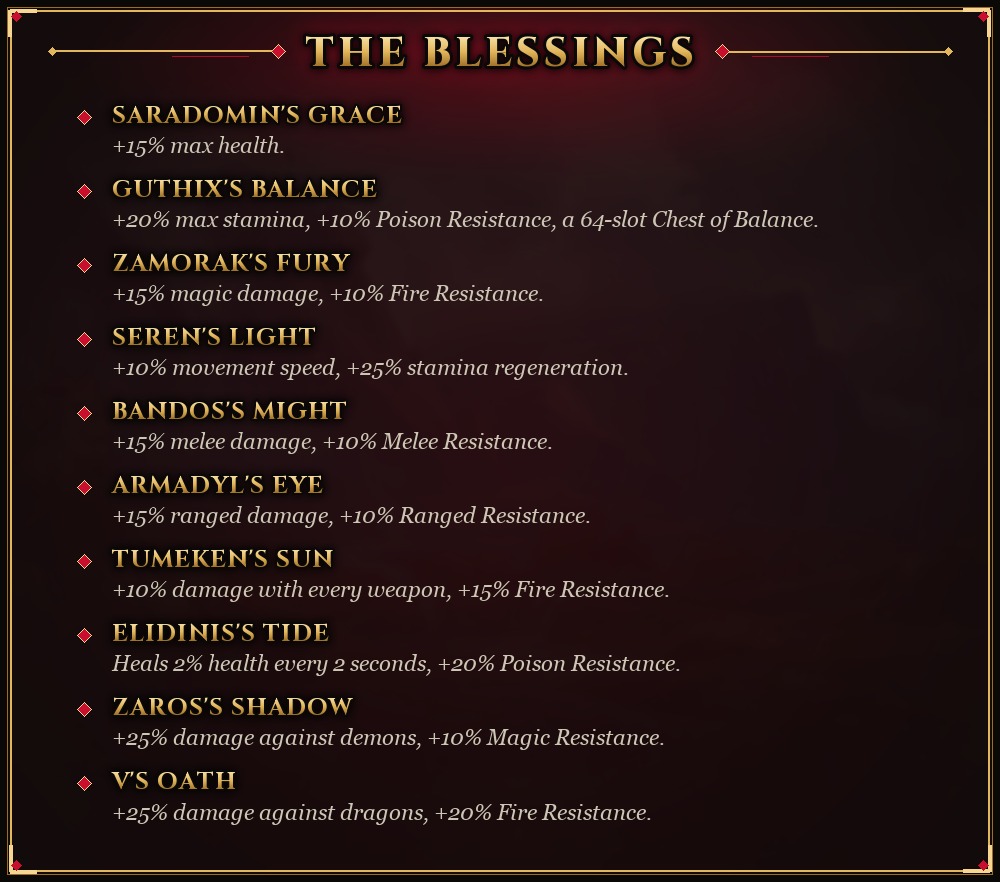 THE BLESSINGS
SARADOMIN'S GRACE
+15% max health.
GUTHIX'S BALANCE
+20% max stamina, +10% Poison Resistance, a 64-slot Chest of Balance.
ZAMORAK'S FURY
+15% magic damage, +10% Fire Resistance.
SEREN'S LIGHT
+10% movement speed, +25% stamina regeneration.
BANDOS'S MIGHT
+15% melee damage, +10% Melee Resistance.
ARMADYL'S EYE
+15% ranged damage, +10% Ranged Resistance.
TUMEKEN'S SUN
+10% damage with every weapon, +15% Fire Resistance.
ELIDINIS'S TIDE
Heals 2% health every 2 seconds, +20% Poison Resistance.
ZAROS'S SHADOW
+25% damage against demons, +10% Magic Resistance.
V'S OATH
+25% damage against dragons, +20% Fire Resistance.